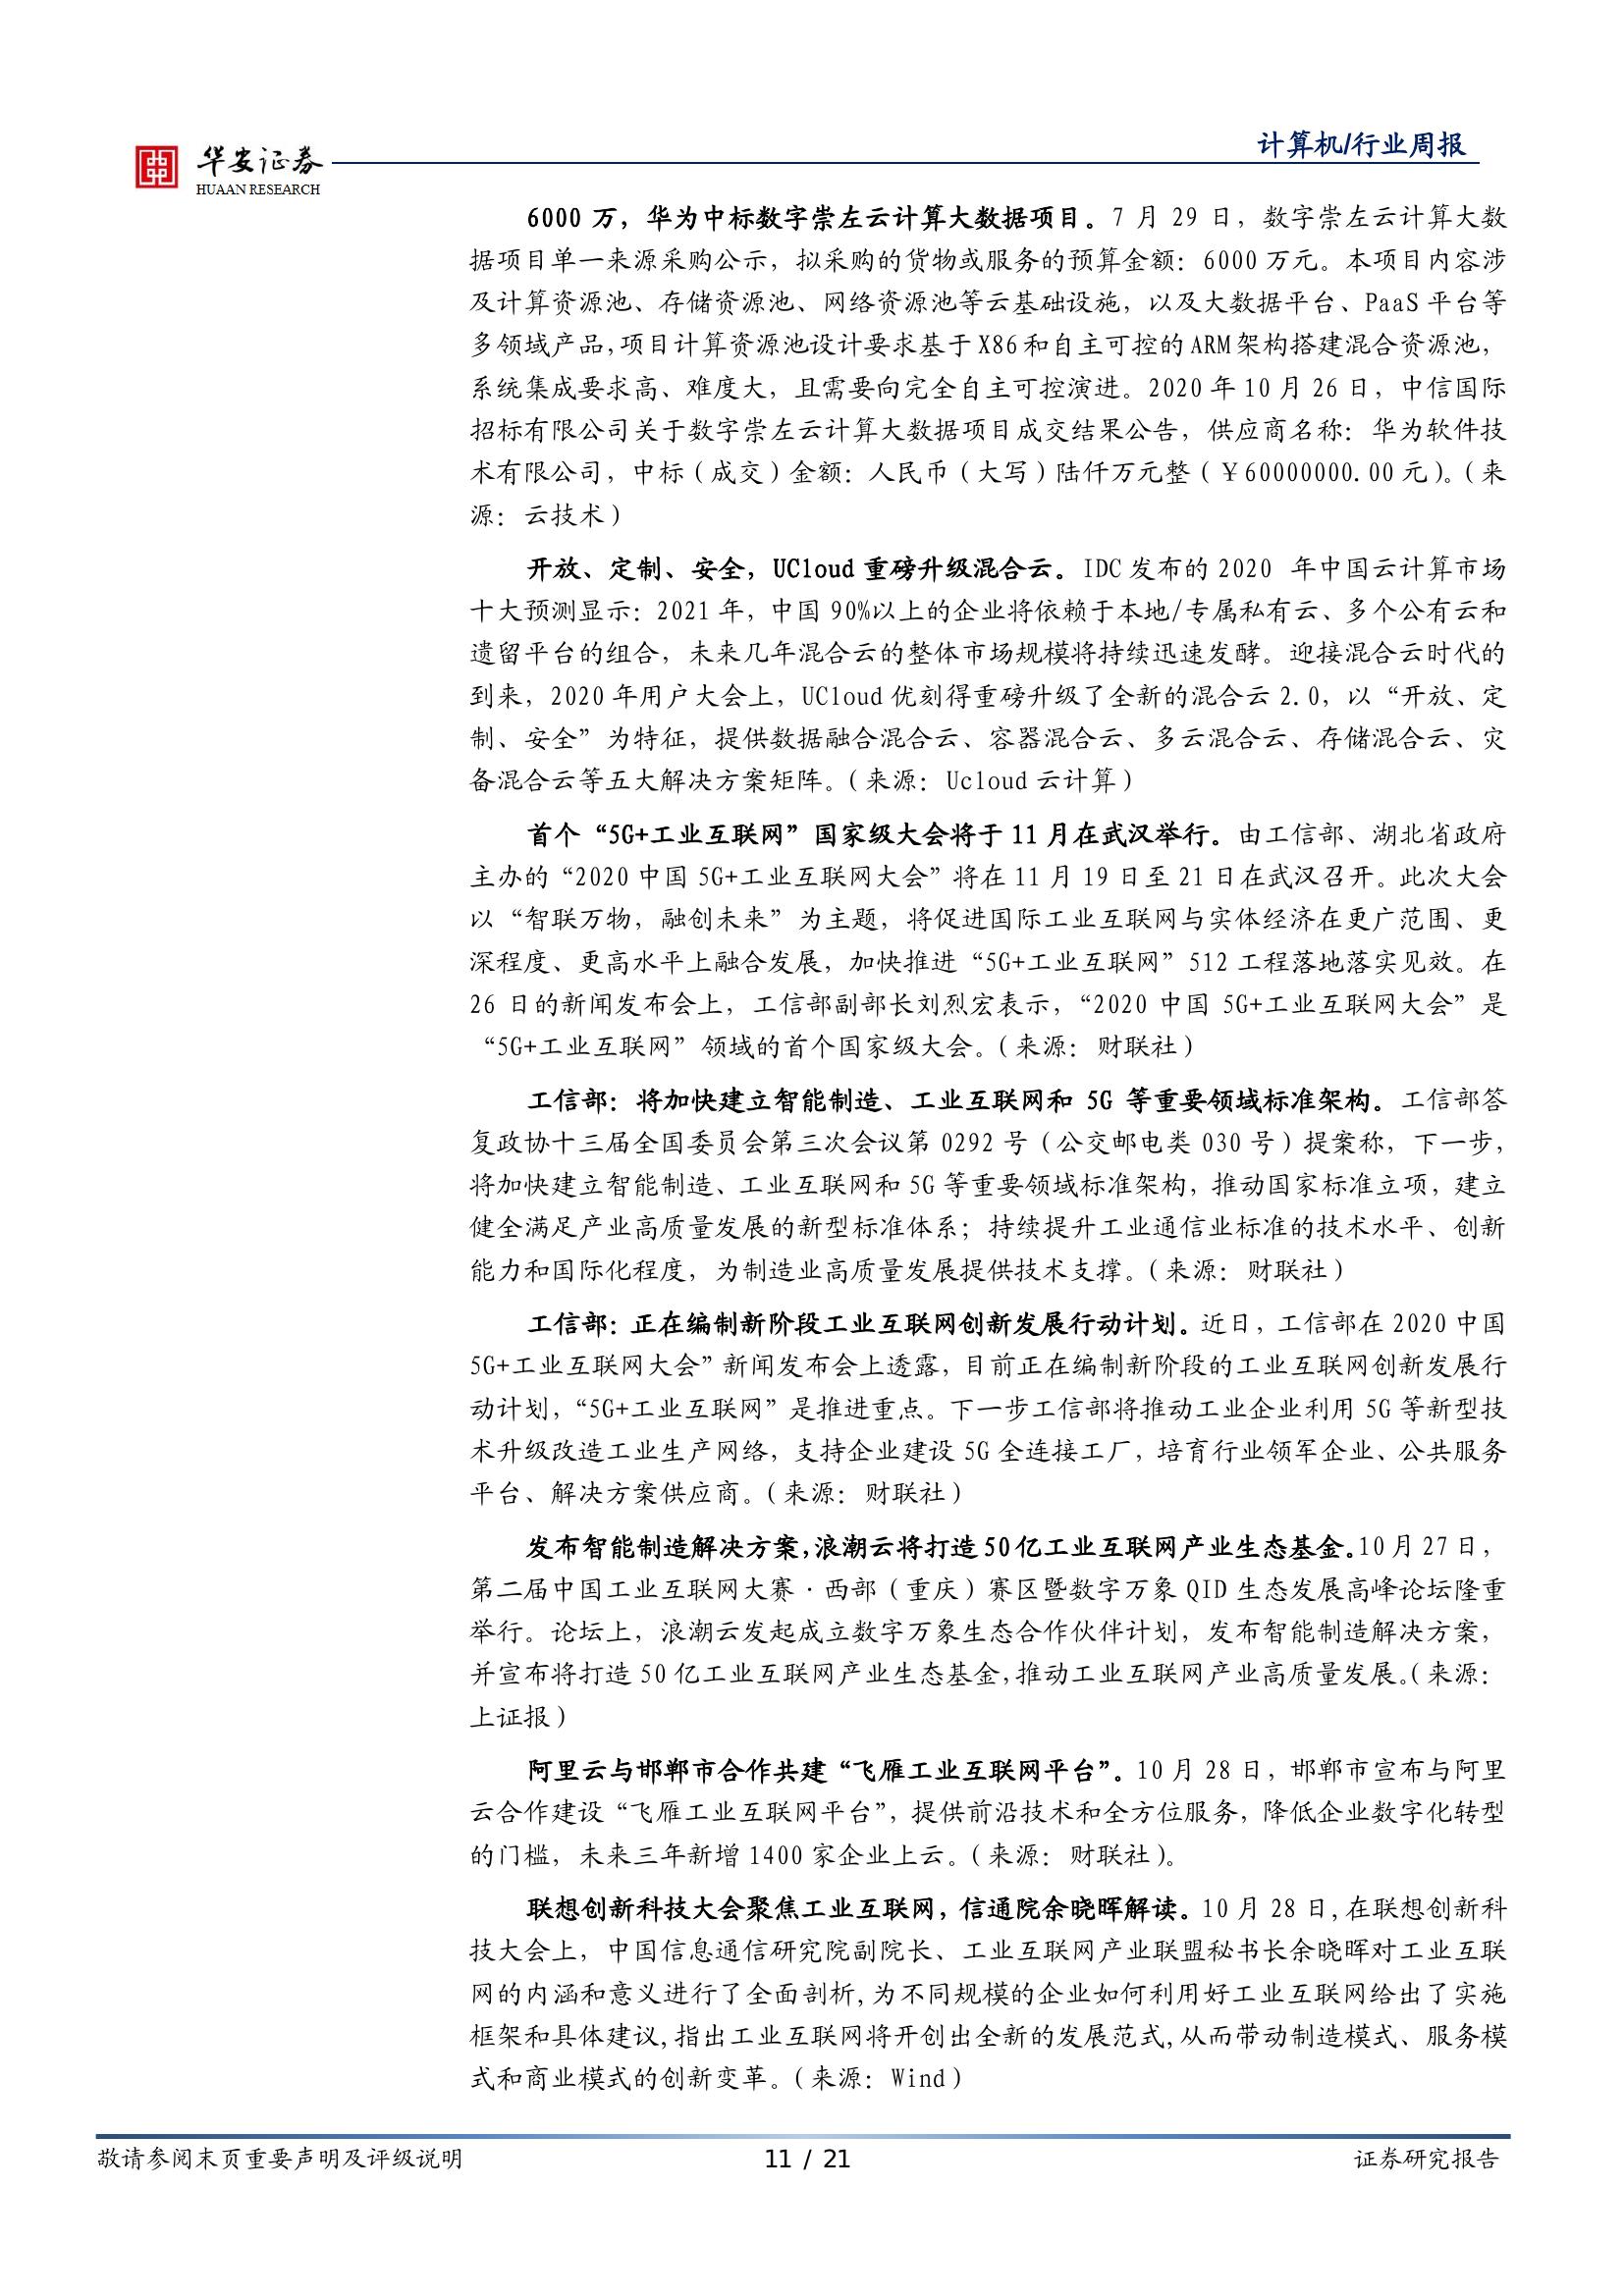 华安证券
HUAAN RESEARCH
计算机/行业周报
6000 万，华为中标数字崇左云计算大数据项目。7 月 29 日，数字崇左云计算大数
据项目单一来源采购公示，拟采购的货物或服务的预算金额：6000 万元。本项目内容涉
及计算资源池、存储资源池、网络资源池等云基础设施，以及大数据平台、PaaS 平台等
多领域产品，项目计算资源池设计要求基于 X86 和自主可控的 ARM 架构搭建混合资源池，
系统集成要求高、难度大，且需要向完全自主可控演进。2020 年 10 月 26 日，中信国际
招标有限公司关于数字崇左云计算大数据项目成交结果公告，供应商名称：华为软件技
术有限公司，中标（成交）金额：人民币（大写）陆仟万元整（￥60000000.00 元）。（来
源：云技术）
开放、定制、安全，UCloud 重磅升级混合云。IDC 发布的 2020 年中国云计算市场
十大预测显示：2021 年，中国 90%以上的企业将依赖于本地/专属私有云、多个公有云和
遗留平台的组合，未来几年混合云的整体市场规模将持续迅速发酵。迎接混合云时代的
到来，2020 年用户大会上，UCloud 优刻得重磅升级了全新的混合云 2.0，以“开放、定
制、安全”为特征，提供数据融合混合云、容器混合云、多云混合云、存储混合云、灾
备混合云等五大解决方案矩阵。（来源：Ucloud 云计算）
首个“5G+工业互联网”国家级大会将于 11 月在武汉举行。由工信部、湖北省政府
主办的“2020 中国 5G+工业互联网大会”将在 11 月 19 日至 21 日在武汉召开。此次大会
以“智联万物，融创未来”为主题，将促进国际工业互联网与实体经济在更广范围、更
深程度、更高水平上融合发展，加快推进“5G+工业互联网”512 工程落地落实见效。在
26 日的新闻发布会上，工信部副部长刘烈宏表示，“2020 中国 5G+工业互联网大会”是
“5G+工业互联网”领域的首个国家级大会。（来源：财联社）
工信部：将加快建立智能制造、工业互联网和 5G 等重要领域标准架构。工信部答
复政协十三届全国委员会第三次会议第 0292 号（公交邮电类 030 号）提案称，下一步，
将加快建立智能制造、工业互联网和 5G 等重要领域标准架构，推动国家标准立项，建立
健全满足产业高质量发展的新型标准体系；持续提升工业通信业标准的技术水平、创新
能力和国际化程度，为制造业高质量发展提供技术支撑。（来源：财联社）
工信部：正在编制新阶段工业互联网创新发展行动计划。近日，工信部在 2020 中国
5G+工业互联网大会”新闻发布会上透露，目前正在编制新阶段的工业互联网创新发展行
动计划，“5G+工业互联网”是推进重点。下一步工信部将推动工业企业利用 5G 等新型技
术升级改造工业生产网络，支持企业建设 5G 全连接工厂，培育行业领军企业、公共服务
平台、解决方案供应商。（来源：财联社）
发布智能制造解决方案，浪潮云将打造 50 亿工业互联网产业生态基金。10 月 27 日，
第二届中国工业互联网大赛·西部（重庆）赛区暨数字万象 QID 生态发展高峰论坛隆重
举行。论坛上，浪潮云发起成立数字万象生态合作伙伴计划，发布智能制造解决方案，
并宣布将打造 50 亿工业互联网产业生态基金，推动工业互联网产业高质量发展。（来源：
上证报）
阿里云与邯郸市合作共建“飞雁工业互联网平台”。10 月 28 日，邯郸市宣布与阿里
云合作建设“飞雁工业互联网平台”，提供前沿技术和全方位服务，降低企业数字化转型
的门槛，未来三年新增 1400 家企业上云。（来源：财联社）。
联想创新科技大会聚焦工业互联网，信通院余晓晖解读。10 月 28 日,在联想创新科
技大会上，中国信息通信研究院副院长、工业互联网产业联盟秘书长余晓晖对工业互联
网的内涵和意义进行了全面剖析,为不同规模的企业如何利用好工业互联网给出了实施
框架和具体建议,指出工业互联网将开创出全新的发展范式,从而带动制造模式、服务模
式和商业模式的创新变革。（来源：Wind）
敬请参阅末页重要声明及评级说明
11 / 21
证券研究报告